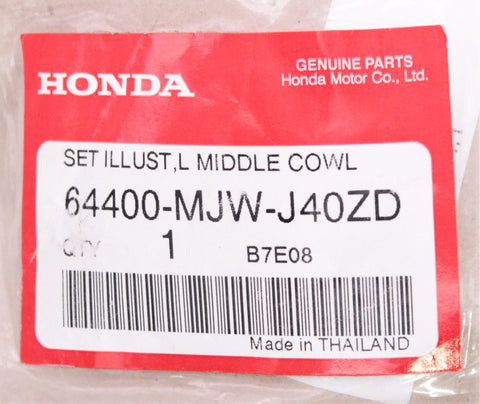 HONDA
GENUINE PARTS
Honda Motor Co., Ltd.
SET ILLUST,L MIDDLE COWL
64400-MJW-J40ZD
QTY 1 B7E08
Made in THAILAND